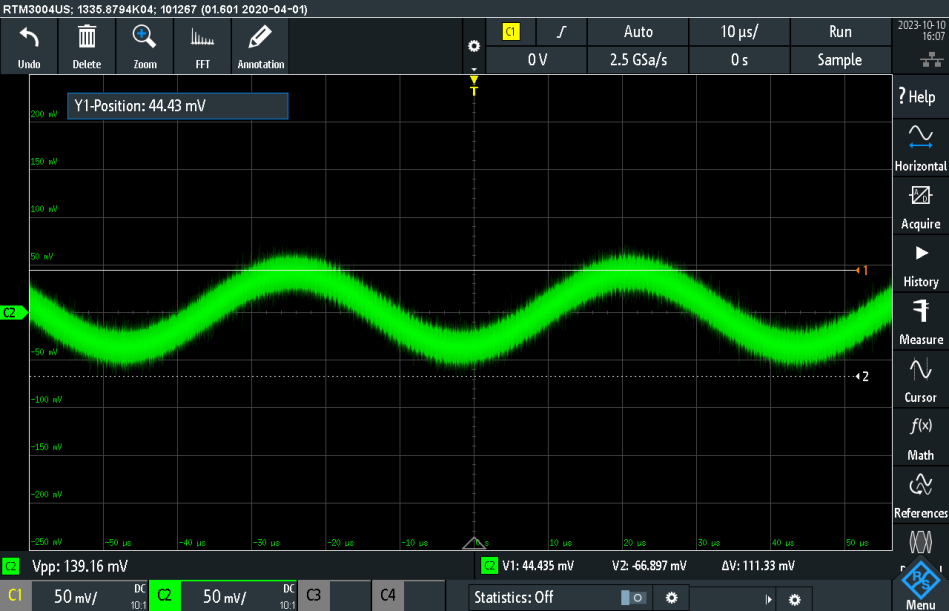 RTM3004US; 1335.8794K04; 101267 (01.601 2020-04-01)
Undo
Delete
Zoom
FFT
Annotation
C1
Auto
10 µs/
Run
0 V
2.5 GSa/s
0 s
Sample
2023-10-10
16:07
T
Y1-Position: 44.43 mV
200 mV
150 mV
100 mV
50 mV
-50 mV
-100 mV
-150 mV
-200 mV
-250 mV
C2
1
2
-50 µs
-40 µs
-30 µs
-20 µs
-10 µs
0 s
10 µs
20 µs
30 µs
40 µs
50 µs
? Help
Horizontal
A/D
Acquire
History
Measure
Cursor
f(x)
Math
References
R&S
Menu
C2 Vpp: 139.16 mV
C2 V1: 44.435 mV V2: -66.897 mV ΔV: 111.33 mV
C1 50 mV/ DC 10:1
C2 50 mV/ DC 10:1
C3
C4
Statistics: Off